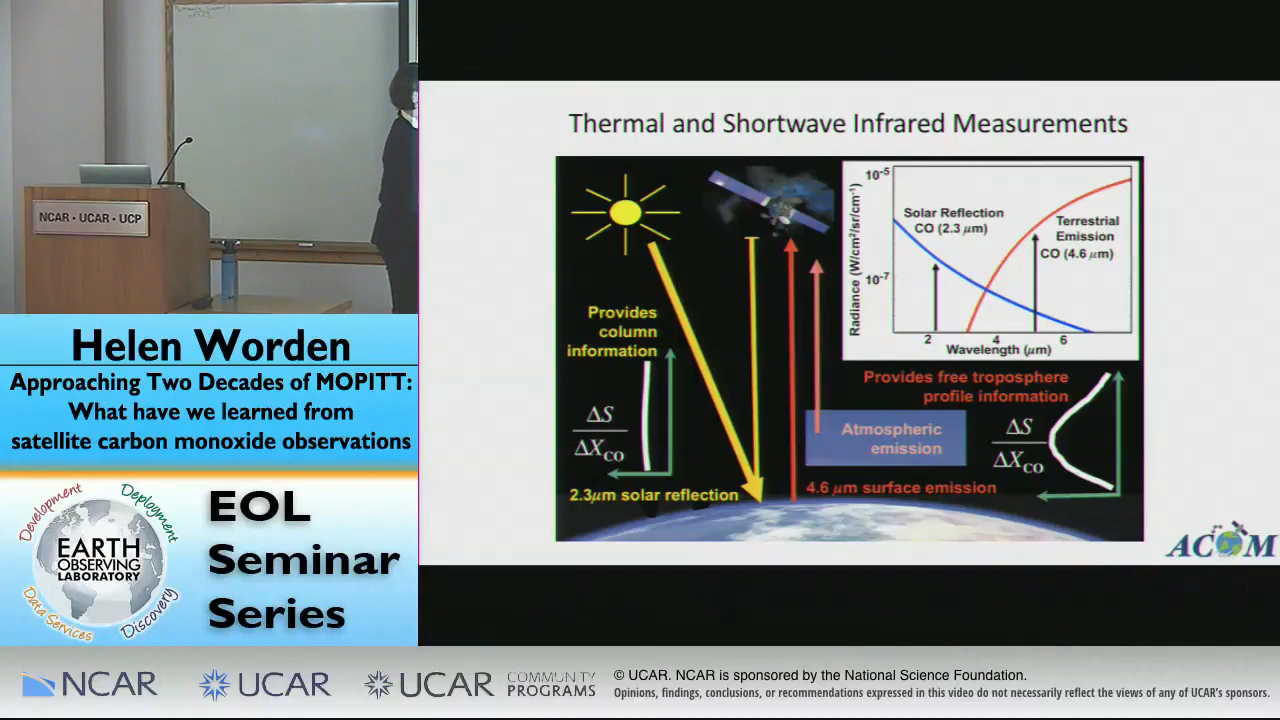 NCAR • UCAR • UCP
Helen Worden
Approaching Two Decades of MOPITT:
What have we learned from
satellite carbon monoxide observations
Development
Deployment
EARTH
OBSERVING
LABORATORY
Data Services
Discovery
EOL
Seminar
Series
Thermal and Shortwave Infrared Measurements
Provides
column
information
ΔS
ΔX_CO
2.3μm solar reflection
10^-5
10^-7
Radiance (W/cm²/sr/cm⁻¹)
Solar Reflection
CO (2.3 μm)
Terrestrial
Emission
CO (4.6 μm)
2 4 6
Wavelength (μm)
Provides free troposphere
profile information
Atmospheric
emission
ΔS
ΔX_CO
4.6 μm surface emission
ACOM
NCAR
UCAR
UCAR
COMMUNITY
PROGRAMS
© UCAR. NCAR is sponsored by the National Science Foundation.
Opinions, findings, conclusions, or recommendations expressed in this video do not necessarily reflect the views of any of UCAR's sponsors.